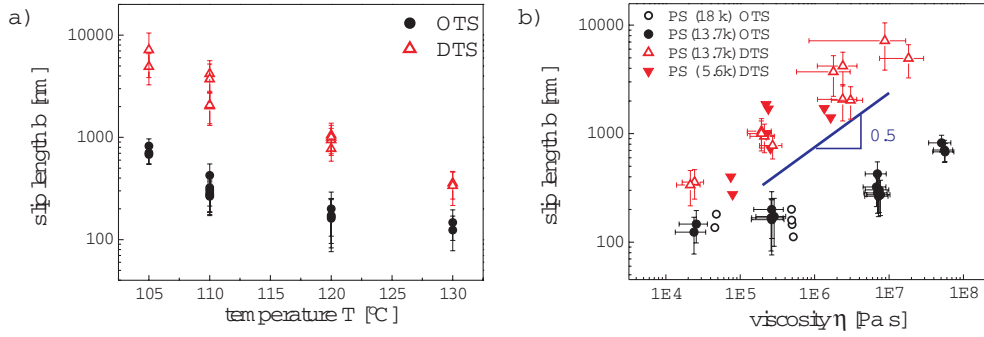 a)
slip length b [nm]
10000
1000
100
105 110 115 120 125 130
temperature T [°C]
OTS
DTS
b)
slip length b [nm]
10000
1000
100
1E4 1E5 1E6 1E7 1E8
viscosity η [Pa s]
PS (18k) OTS
PS (13.7k) OTS
PS (13.7k) DTS
PS (5.6k) DTS
0.5